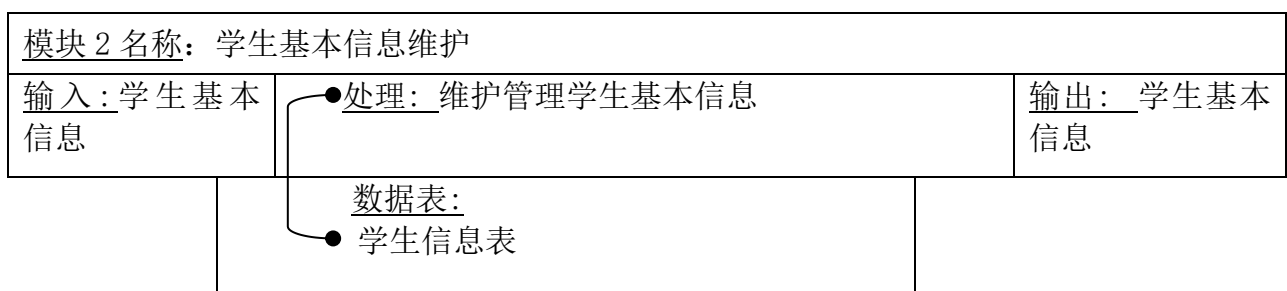 模块 2 名称：学生基本信息维护
输入：学生基本
信息
处理：维护管理学生基本信息
输出：学生基本
信息
数据表：
学生信息表